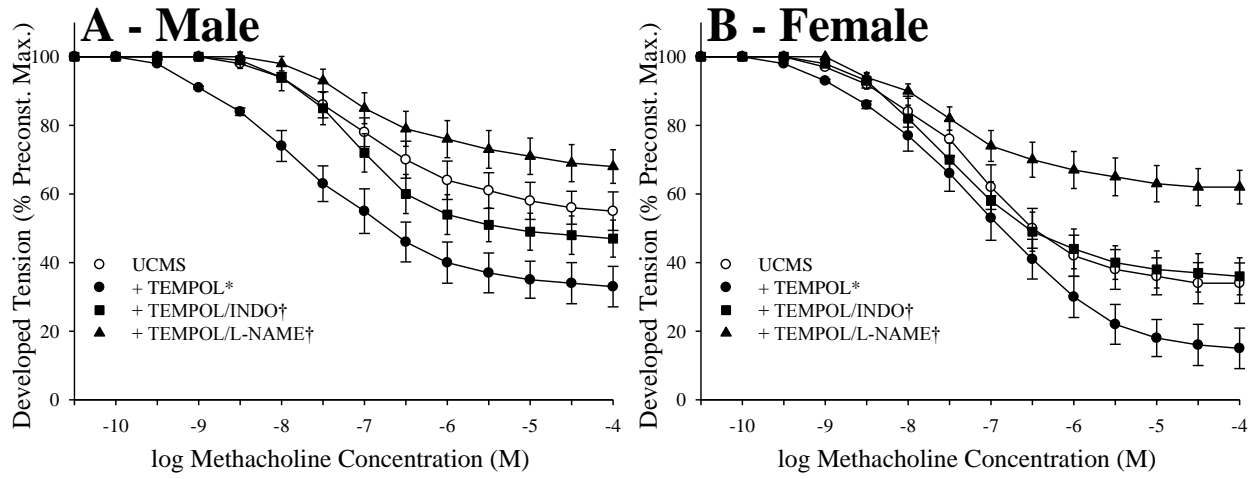 A - Male
Developed Tension (% Preconst. Max.)
100
80
60
40
20
0
UCMS
+ TEMPOL*
+ TEMPOL/INDO†
+ TEMPOL/L-NAME†
-10 -9 -8 -7 -6 -5 -4
log Methacholine Concentration (M)
B - Female
Developed Tension (% Preconst. Max.)
100
80
60
40
20
0
UCMS
+ TEMPOL*
+ TEMPOL/INDO†
+ TEMPOL/L-NAME†
-10 -9 -8 -7 -6 -5 -4
log Methacholine Concentration (M)